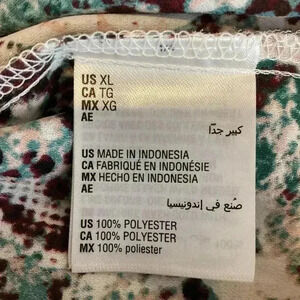 US XL
CA TG
MX XG
AE
كبير جدًا
US MADE IN INDONESIA
CA FABRIQUÉ EN INDONÉSIE
MX HECHO EN INDONESIA
AE
صُنع في إندونيسيا
US 100% POLYESTER
CA 100% POLYESTER
MX 100% poliester